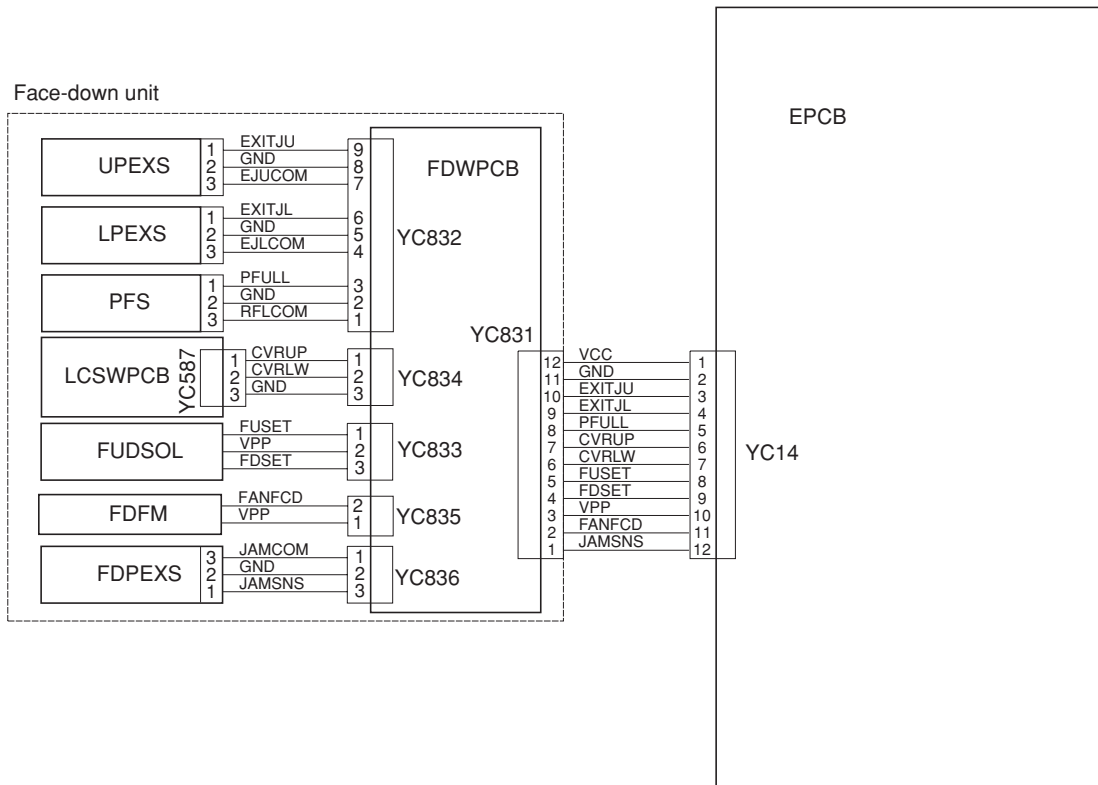 Face-down unit
EPCB
FDWPCB
UPEXS
1 EXITJU 9
2 GND 8
3 EJUCOM 7
LPEXS
1 EXITJL 6
2 GND 5
3 EJLCOM 4
YC832
PFS
1 PFULL 3
2 GND 2
3 RFLCOM 1
LCSWPCB
YC587
1 CVRUP 1
2 CVRLW 2
3 GND 3
YC834
FUDSOL
FUSET 1
VPP 2
FDSET 3
YC833
FDFM
FANFCD 2
VPP 1
YC835
FDPEXS
3 JAMCOM 1
2 GND 2
1 JAMSNS 3
YC836
YC831
12 VCC 1
11 GND 2
10 EXITJU 3
9 EXITJL 4
8 PFULL 5
7 CVRUP 6
6 CVRLW 7
5 FUSET 8
4 FDSET 9
3 VPP 10
2 FANFCD 11
1 JAMSNS 12
YC14